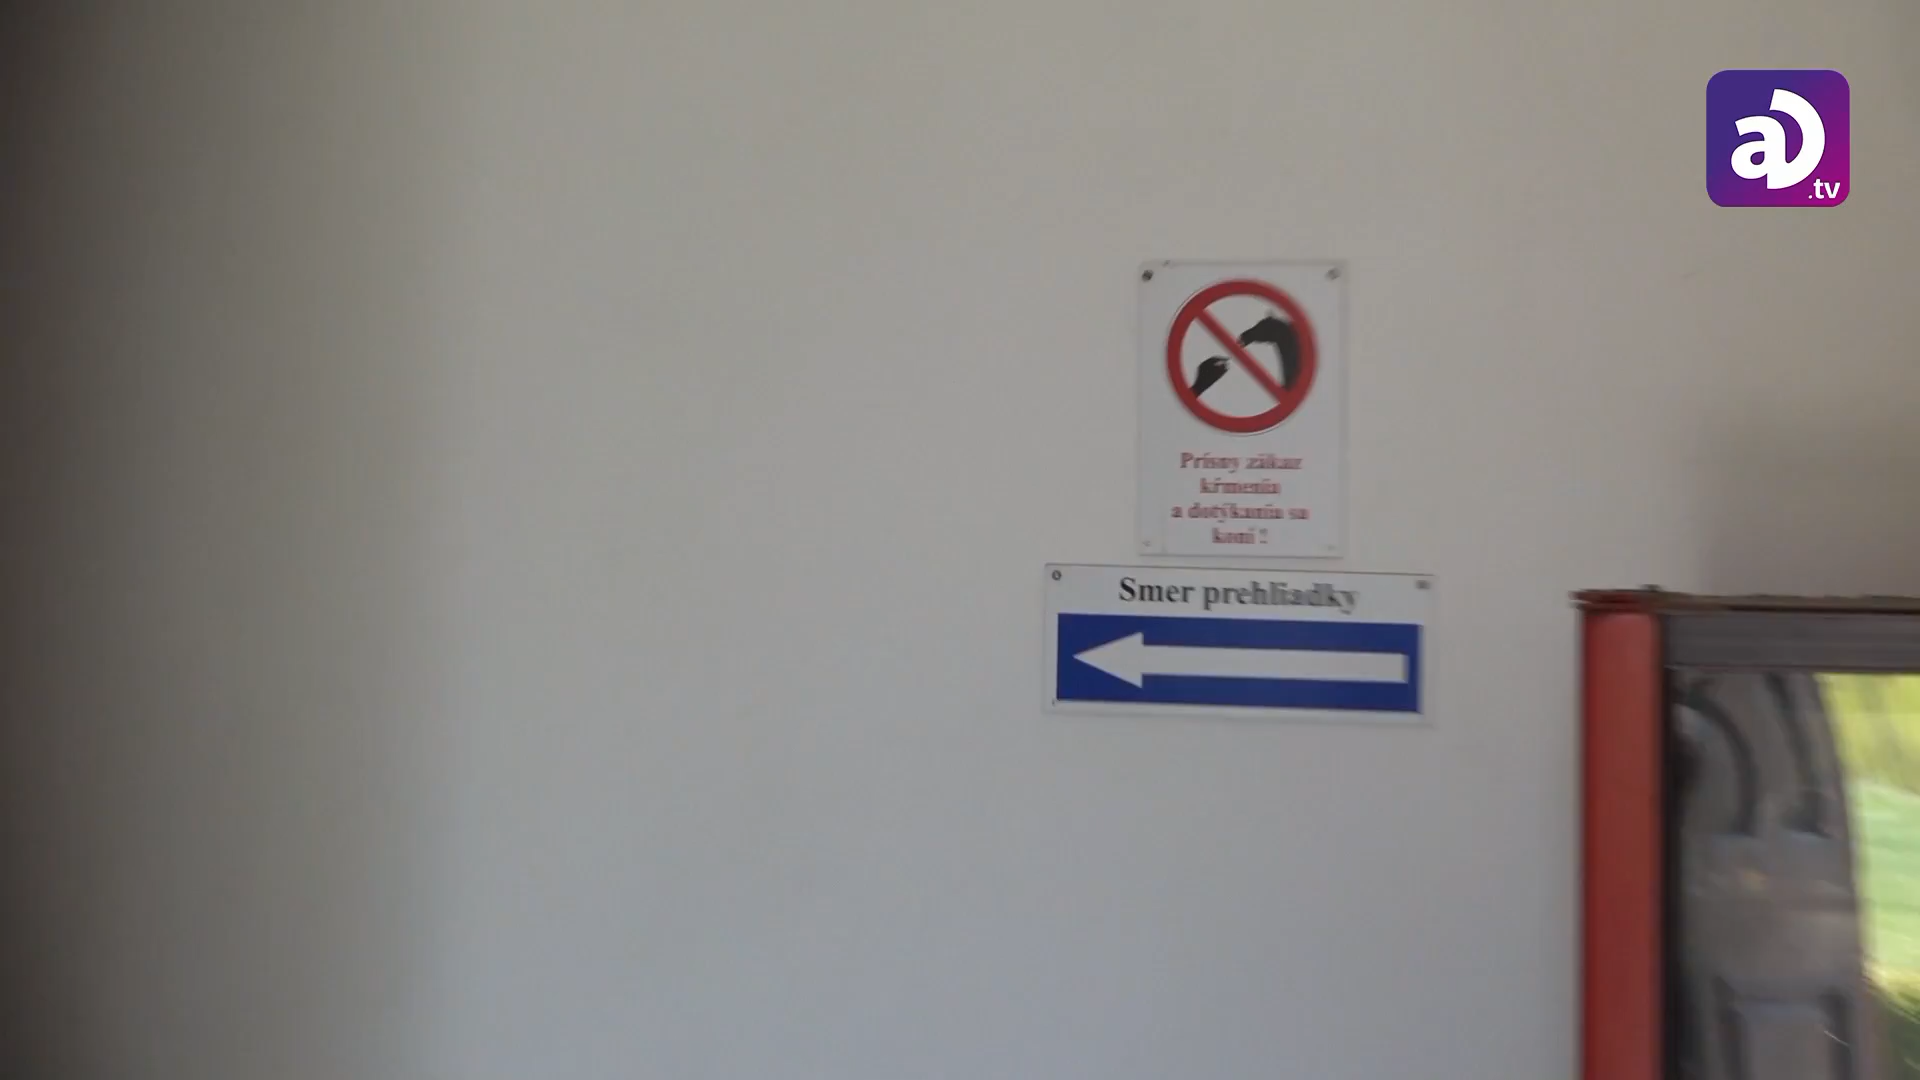 a
.tv
Prísny zákaz
kŕmenia
a dotýkania sa
koní !
Smer prehliadky